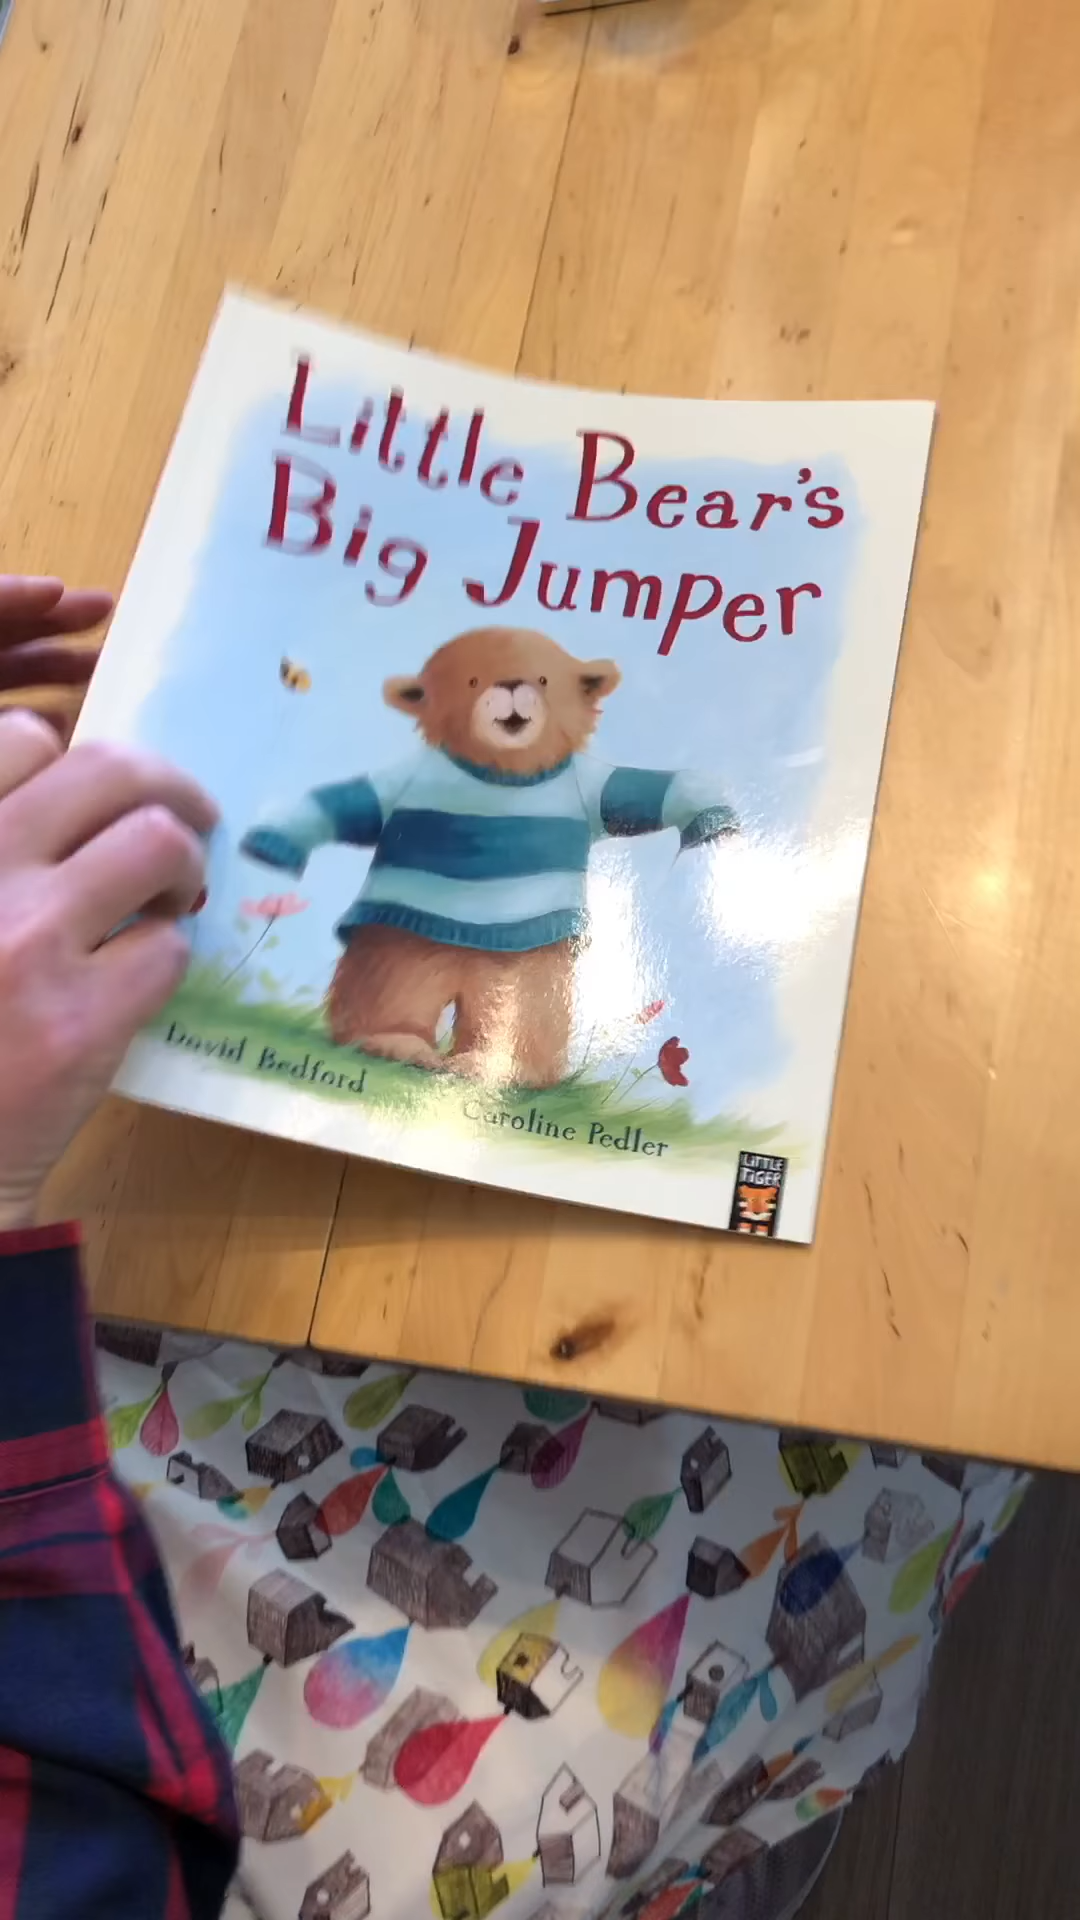 Little Bear's
Big Jumper
David Bedford
Caroline Pedler
LITTLE
TIGER